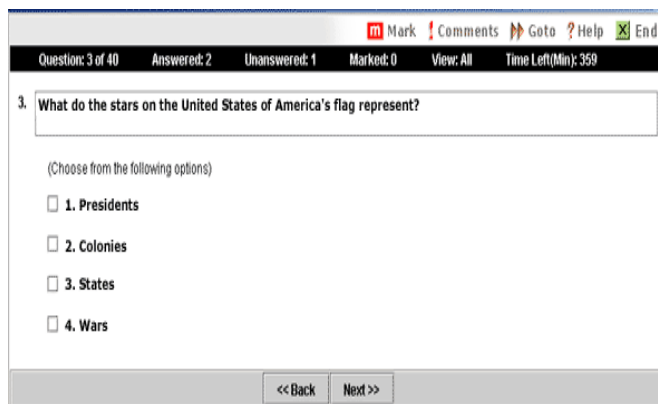 m Mark ! Comments Goto ? Help X End
Question: 3 of 40 Answered: 2 Unanswered: 1 Marked: 0 View: All Time Left(Min): 359
3. What do the stars on the United States of America's flag represent?
(Choose from the following options)
1. Presidents
2. Colonies
3. States
4. Wars
<< Back Next >>